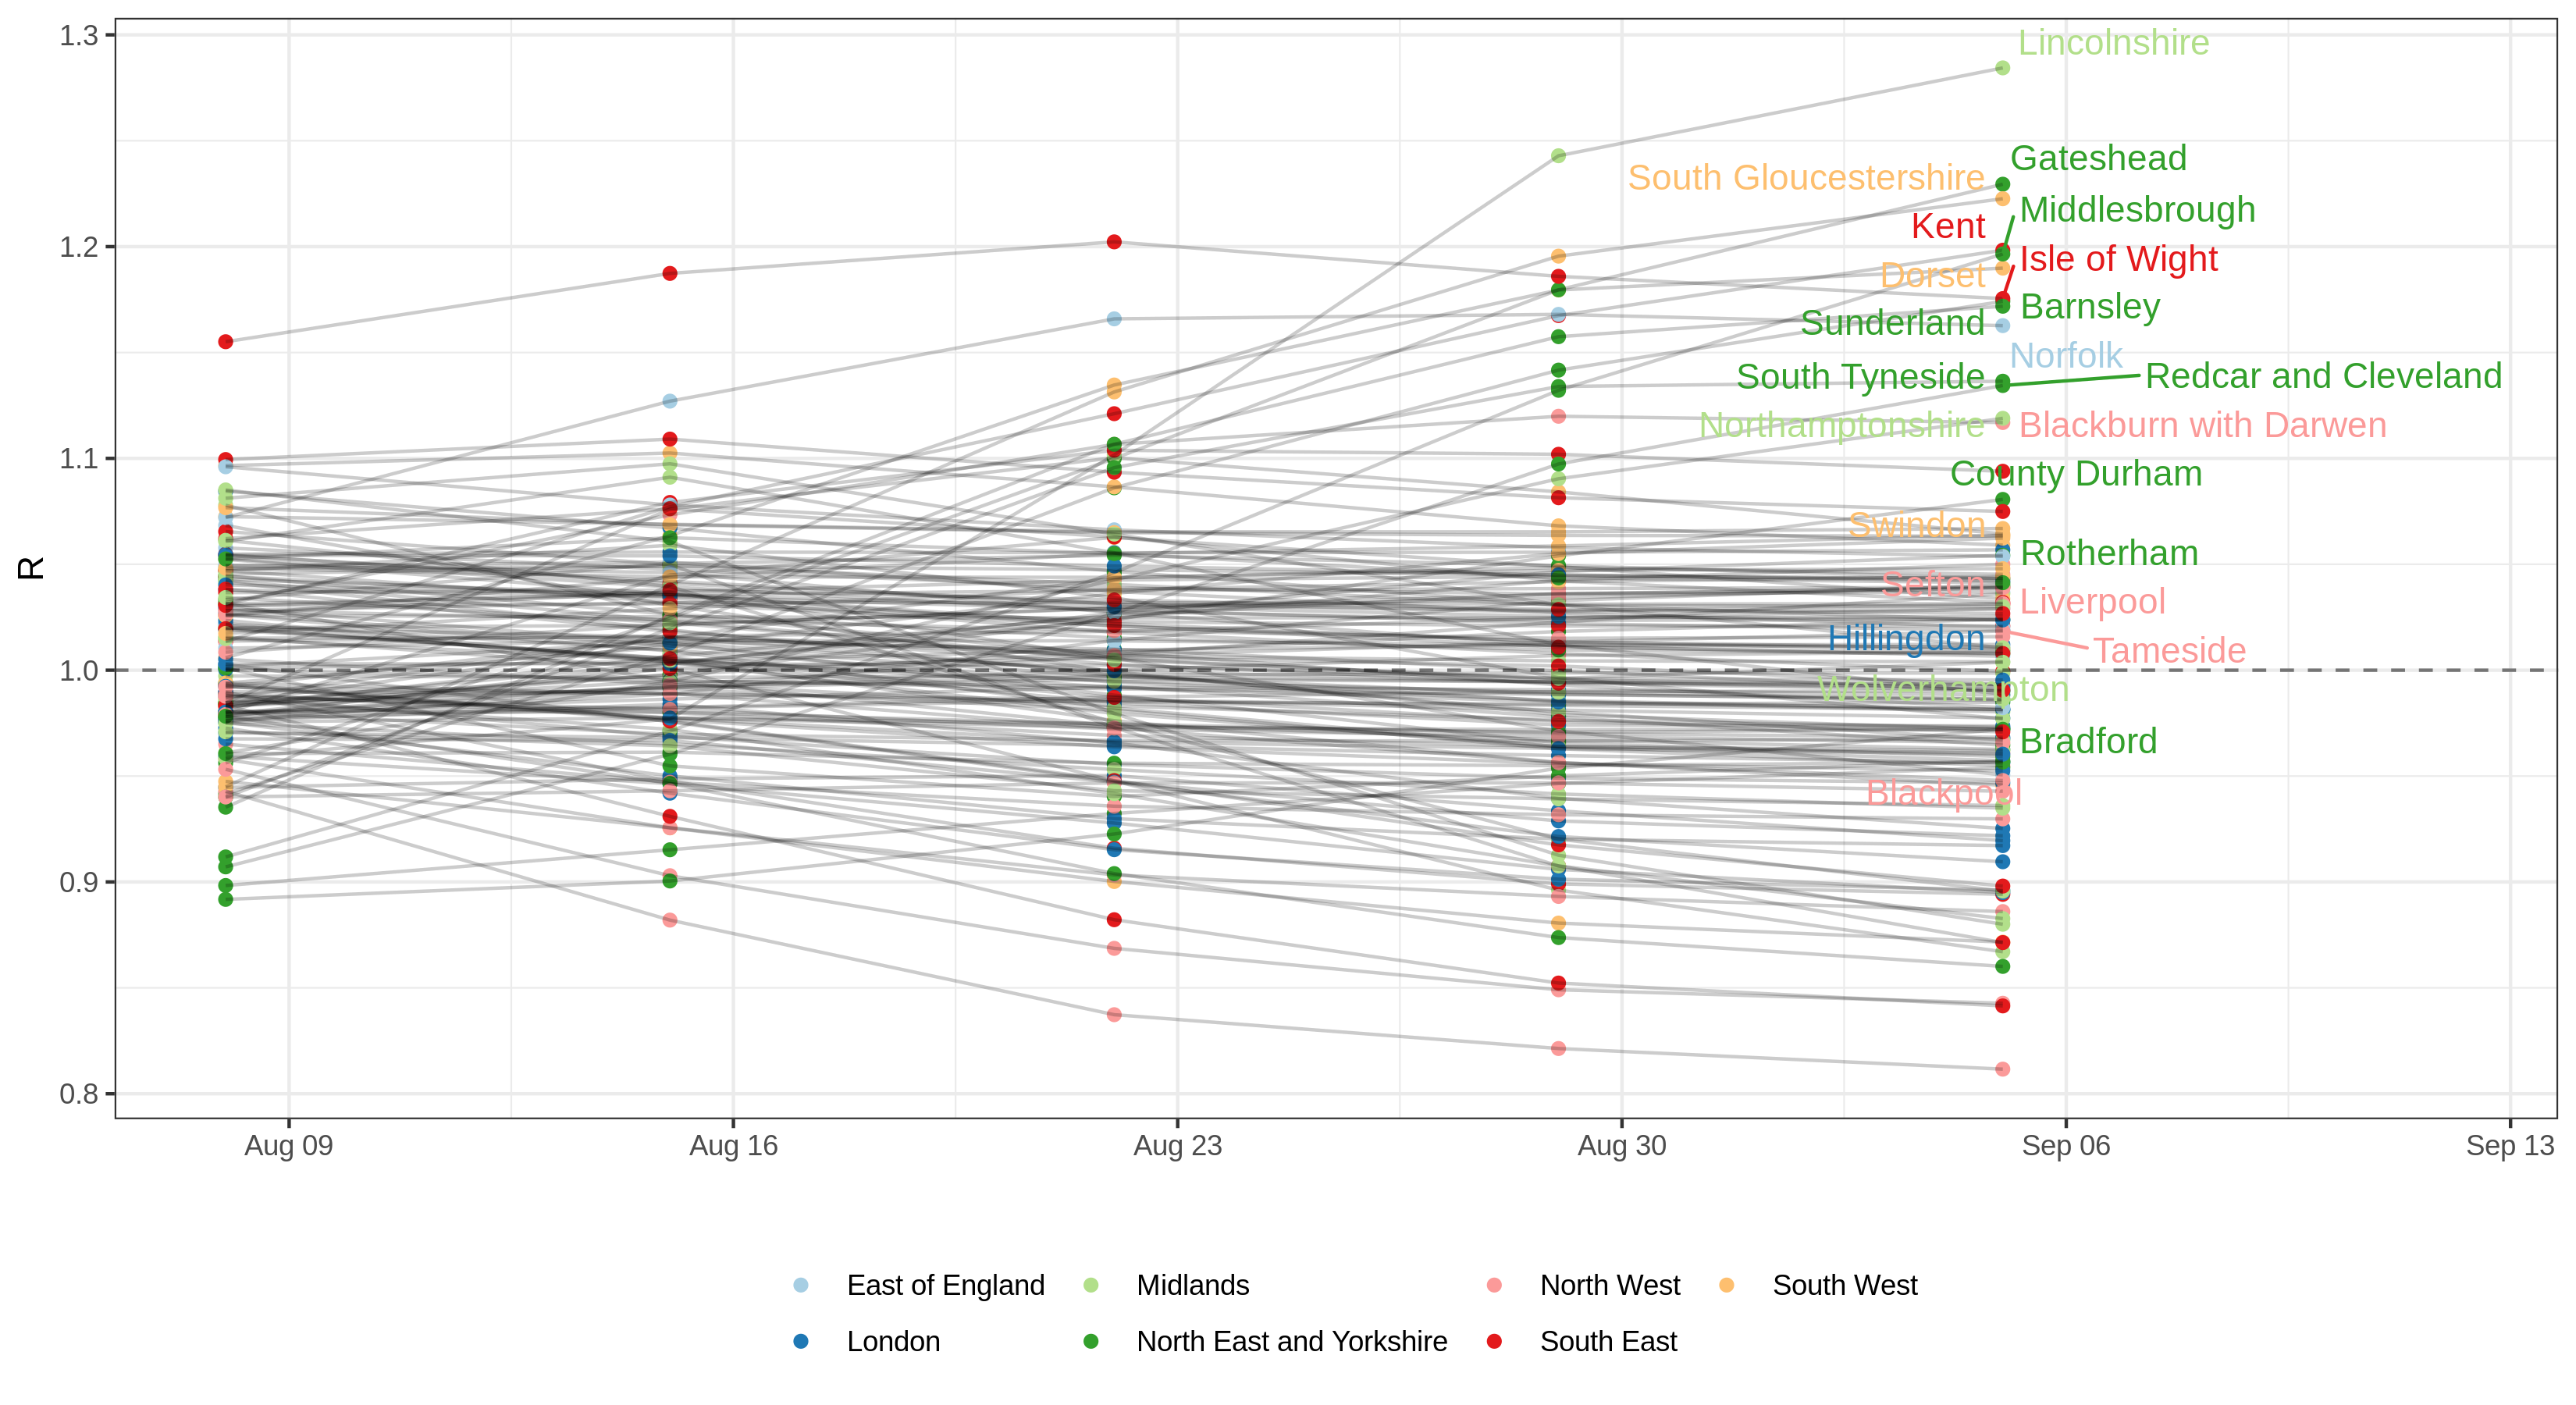 1.3
1.2
1.1
1.0
0.9
0.8
R
Lincolnshire
Gateshead
South Gloucestershire
Middlesbrough
Kent
Isle of Wight
Dorset
Barnsley
Sunderland
Norfolk
South Tyneside
Redcar and Cleveland
Northamptonshire
Blackburn with Darwen
County Durham
Swindon
Rotherham
Sefton
Liverpool
Hillingdon
Tameside
Wolverhampton
Bradford
Blackpool
Aug 09
Aug 16
Aug 23
Aug 30
Sep 06
Sep 13
East of England
Midlands
North West
South West
London
North East and Yorkshire
South East